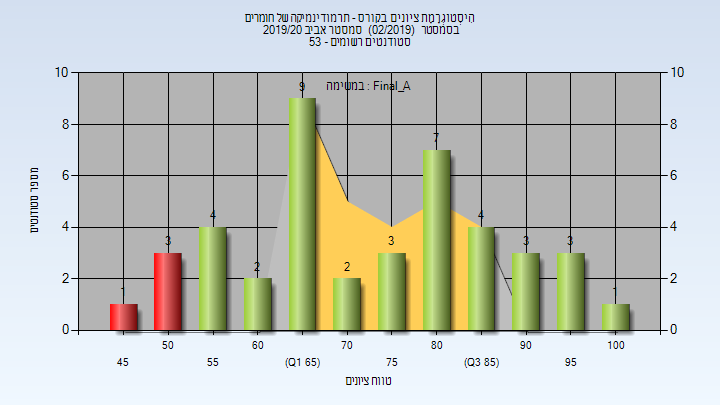 היסטוגרמת ציונים בקורס - תרמודינמיקה של חומרים
בסמסטר (02/2019) סמסטר אביב 2019/20
סטודנטים רשומים - 53
במשימה : Final_A
מספר סטודנטים
10 10
8 8
6 6
4 4
2 2
0 0
1 3 4 2 9 2 3 7 4 3 3 1
45 50 55 60 (Q1 65) 70 75 80 (Q3 85) 90 95 100
טווח ציונים